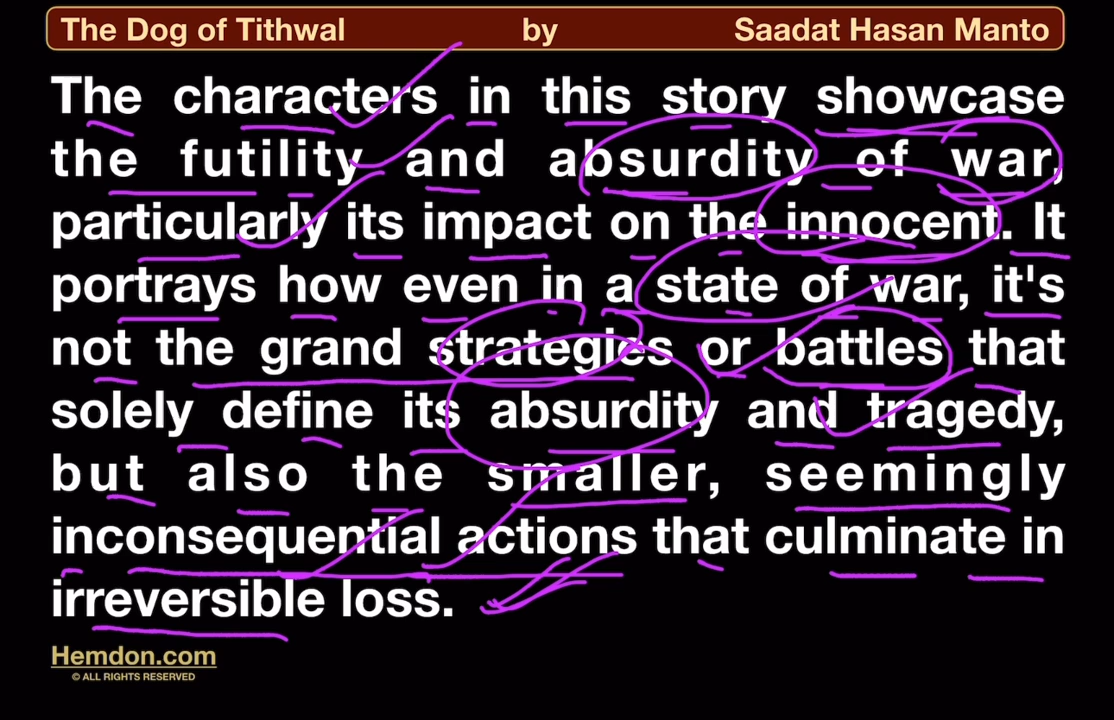 The Dog of Tithwal by Saadat Hasan Manto
The characters in this story showcase
the futility and absurdity of war,
particularly its impact on the innocent. It
portrays how even in a state of war, it's
not the grand strategies or battles that
solely define its absurdity and tragedy,
but also the smaller, seemingly
inconsequential actions that culminate in
irreversible loss.
Hemdon.com
© ALL RIGHTS RESERVED